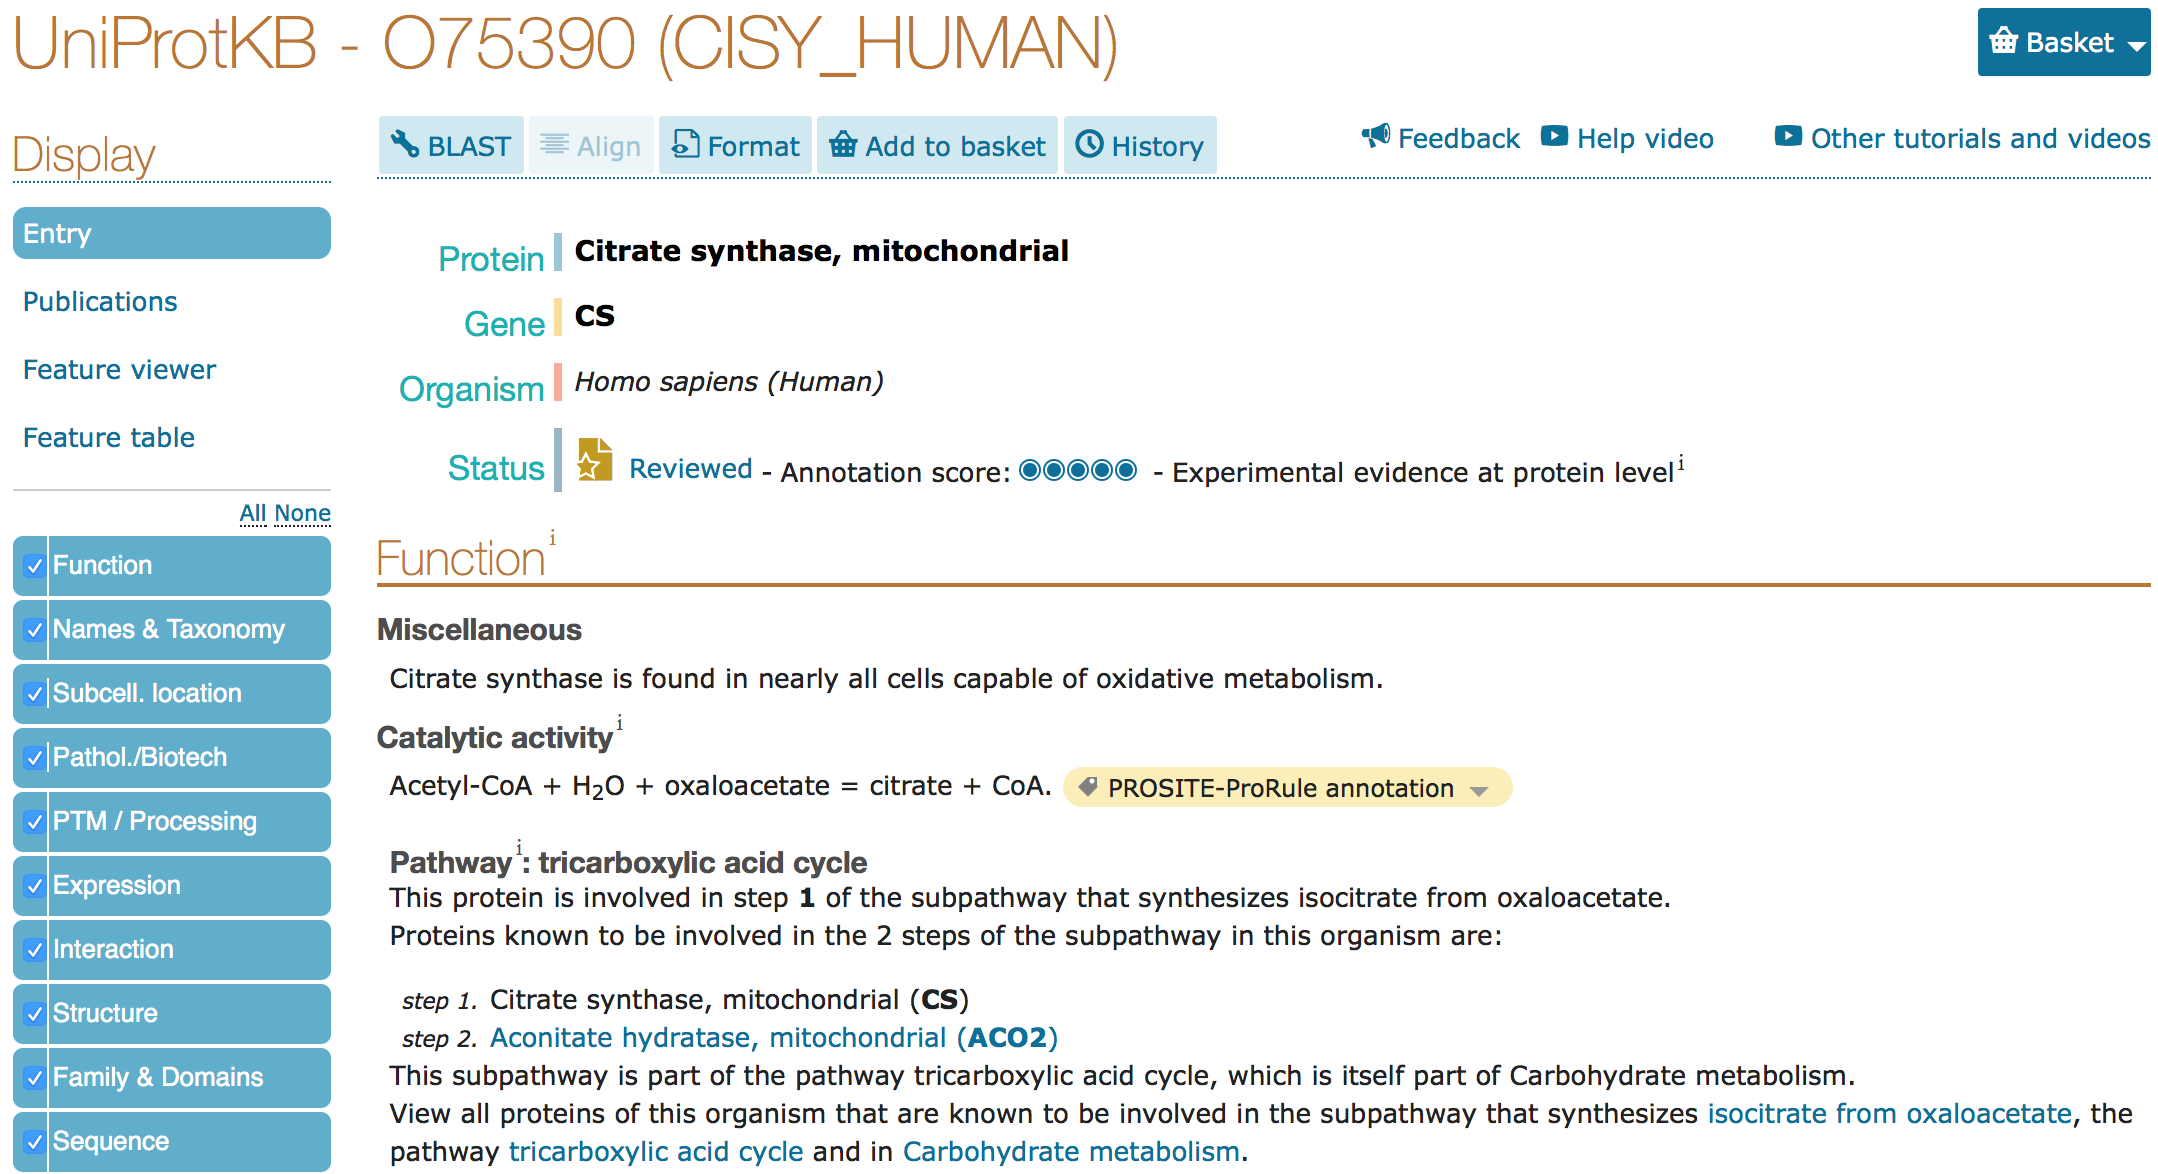 UniProtKB - O75390 (CISY_HUMAN)
Basket
Display
BLAST Align Format Add to basket History
Feedback Help video Other tutorials and videos
Entry
Publications
Feature viewer
Feature table
All None
Function
Names & Taxonomy
Subcell. location
Pathol./Biotech
PTM / Processing
Expression
Interaction
Structure
Family & Domains
Sequence
Protein Citrate synthase, mitochondrial
Gene CS
Organism Homo sapiens (Human)
Status Reviewed - Annotation score: - Experimental evidence at protein level i
Function i
Miscellaneous
Citrate synthase is found in nearly all cells capable of oxidative metabolism.
Catalytic activity i
Acetyl-CoA + H2O + oxaloacetate = citrate + CoA. PROSITE-ProRule annotation
Pathway i: tricarboxylic acid cycle
This protein is involved in step 1 of the subpathway that synthesizes isocitrate from oxaloacetate.
Proteins known to be involved in the 2 steps of the subpathway in this organism are:
step 1. Citrate synthase, mitochondrial (CS)
step 2. Aconitate hydratase, mitochondrial (ACO2)
This subpathway is part of the pathway tricarboxylic acid cycle, which is itself part of Carbohydrate metabolism.
View all proteins of this organism that are known to be involved in the subpathway that synthesizes isocitrate from oxaloacetate, the
pathway tricarboxylic acid cycle and in Carbohydrate metabolism.